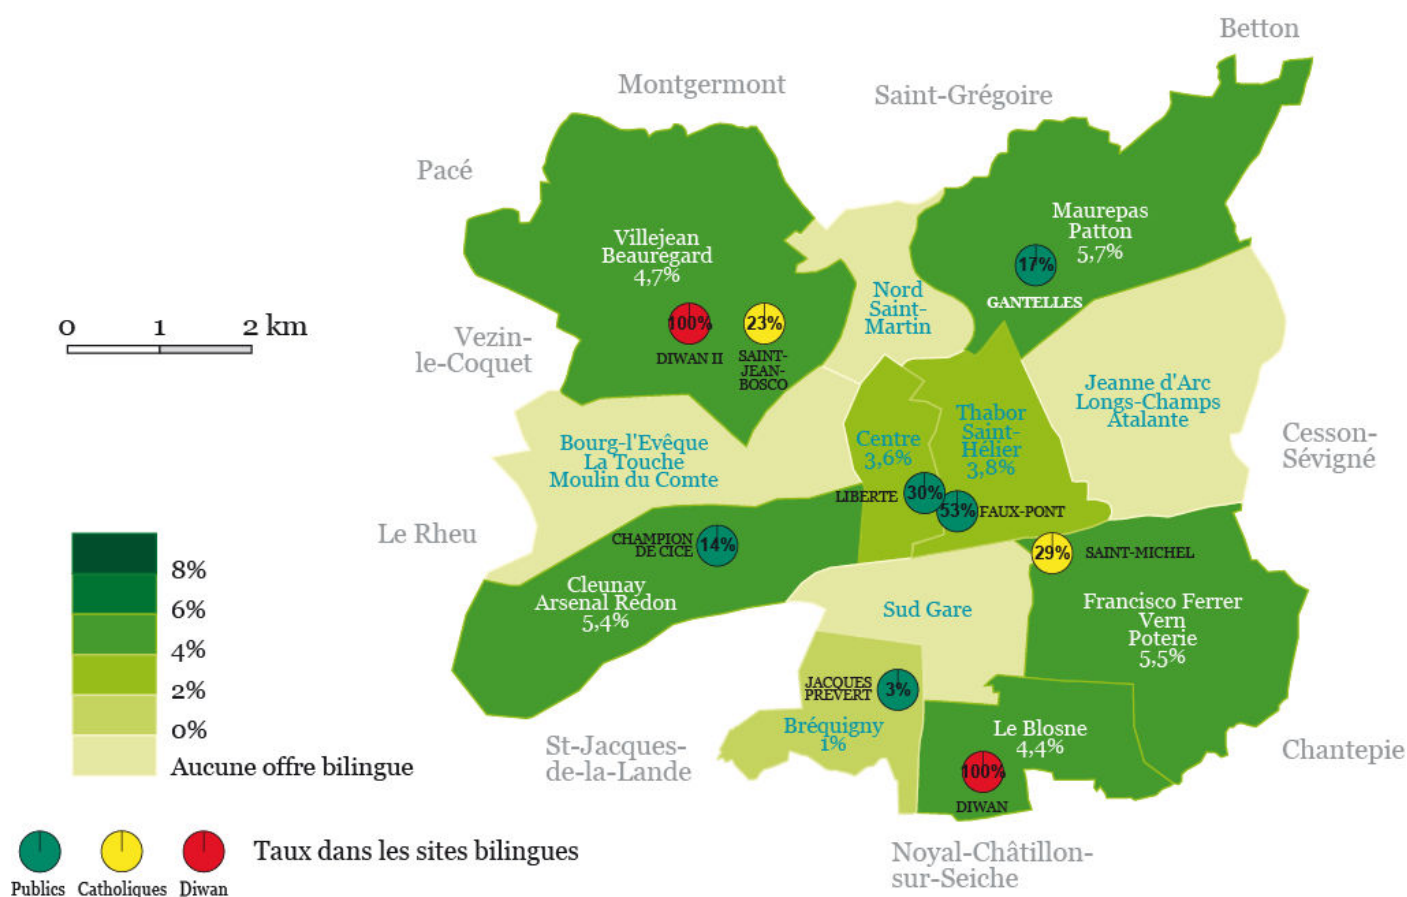 Betton
Montgermont
Saint-Grégoire
Pacé
Maurepas
Patton
5,7%
17%
GANTELLES
Villejean
Beauregard
4,7%
100%
DIWAN II
23%
SAINT-
JEAN-
BOSCO
Nord
Saint-
Martin
0 1 2 km
Vezin-
le-Coquet
Jeanne d'Arc
Longs-Champs
Atalante
Thabor
Saint-
Hélier
3,8%
Centre
3,6%
Cesson-
Sévigné
Bourg-l'Evêque
La Touche
Moulin du Comte
LIBERTE
30%
53%
FAUX-PONT
Le Rheu
CHAMPION
DE CICE
14%
29%
SAINT-MICHEL
Cleunay
Arsenal Redon
5,4%
Sud Gare
Francisco Ferrer
Vern
Poterie
5,5%
8%
6%
4%
2%
0%
Aucune offre bilingue
JACQUES
PREVERT
3%
Bréquigny
1%
Le Blosne
4,4%
100%
DIWAN
St-Jacques-
de-la-Lande
Chantepie
Noyal-Châtillon-
sur-Seiche
Taux dans les sites bilingues
Publics
Catholiques
Diwan